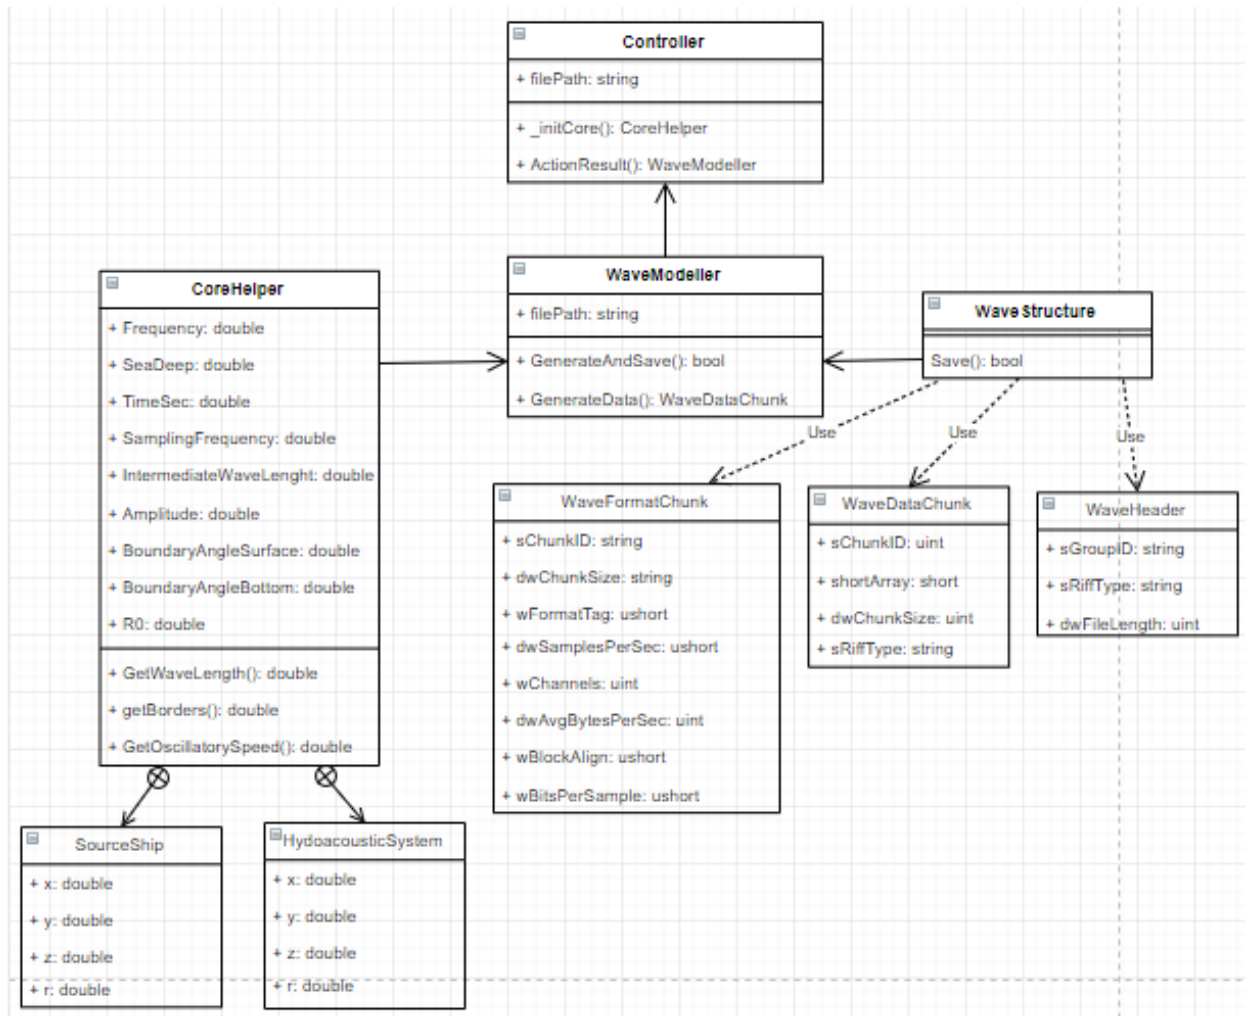 Controller
+ filePath: string
+ _initCore(): CoreHelper
+ ActionResult(): WaveModeller
WaveModeller
+ filePath: string
+ GenerateAndSave(): bool
+ GenerateData(): WaveDataChunk
CoreHelper
+ Frequency: double
+ SeaDeep: double
+ TimeSec: double
+ SamplingFrequency: double
+ IntermediateWaveLenght: double
+ Amplitude: double
+ BoundaryAngleSurface: double
+ BoundaryAngleBottom: double
+ R0: double
+ GetWaveLength(): double
+ getBorders(): double
+ GetOscillatorySpeed(): double
WaveStructure
Save(): bool
Use
Use
Use
WaveFormatChunk
+ sChunkID: string
+ dwChunkSize: string
+ wFormatTag: ushort
+ dwSamplesPerSec: ushort
+ wChannels: uint
+ dwAvgBytesPerSec: uint
+ wBlockAlign: ushort
+ wBitsPerSample: ushort
WaveDataChunk
+ sChunkID: uint
+ shortArray: short
+ dwChunkSize: uint
+ sRiffType: string
WaveHeader
+ sGroupID: string
+ sRiffType: string
+ dwFileLength: uint
SourceShip
+ x: double
+ y: double
+ z: double
+ r: double
HydoacousticSystem
+ x: double
+ y: double
+ z: double
+ r: double